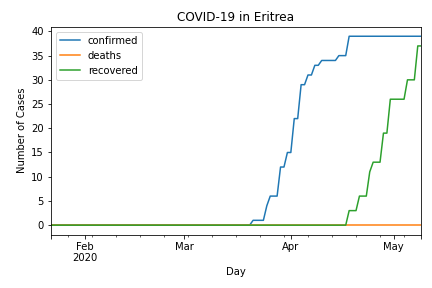 COVID-19 in Eritrea
confirmed
deaths
recovered
Number of Cases
40
35
30
25
20
15
10
5
0
Feb
2020
Mar
Apr
May
Day